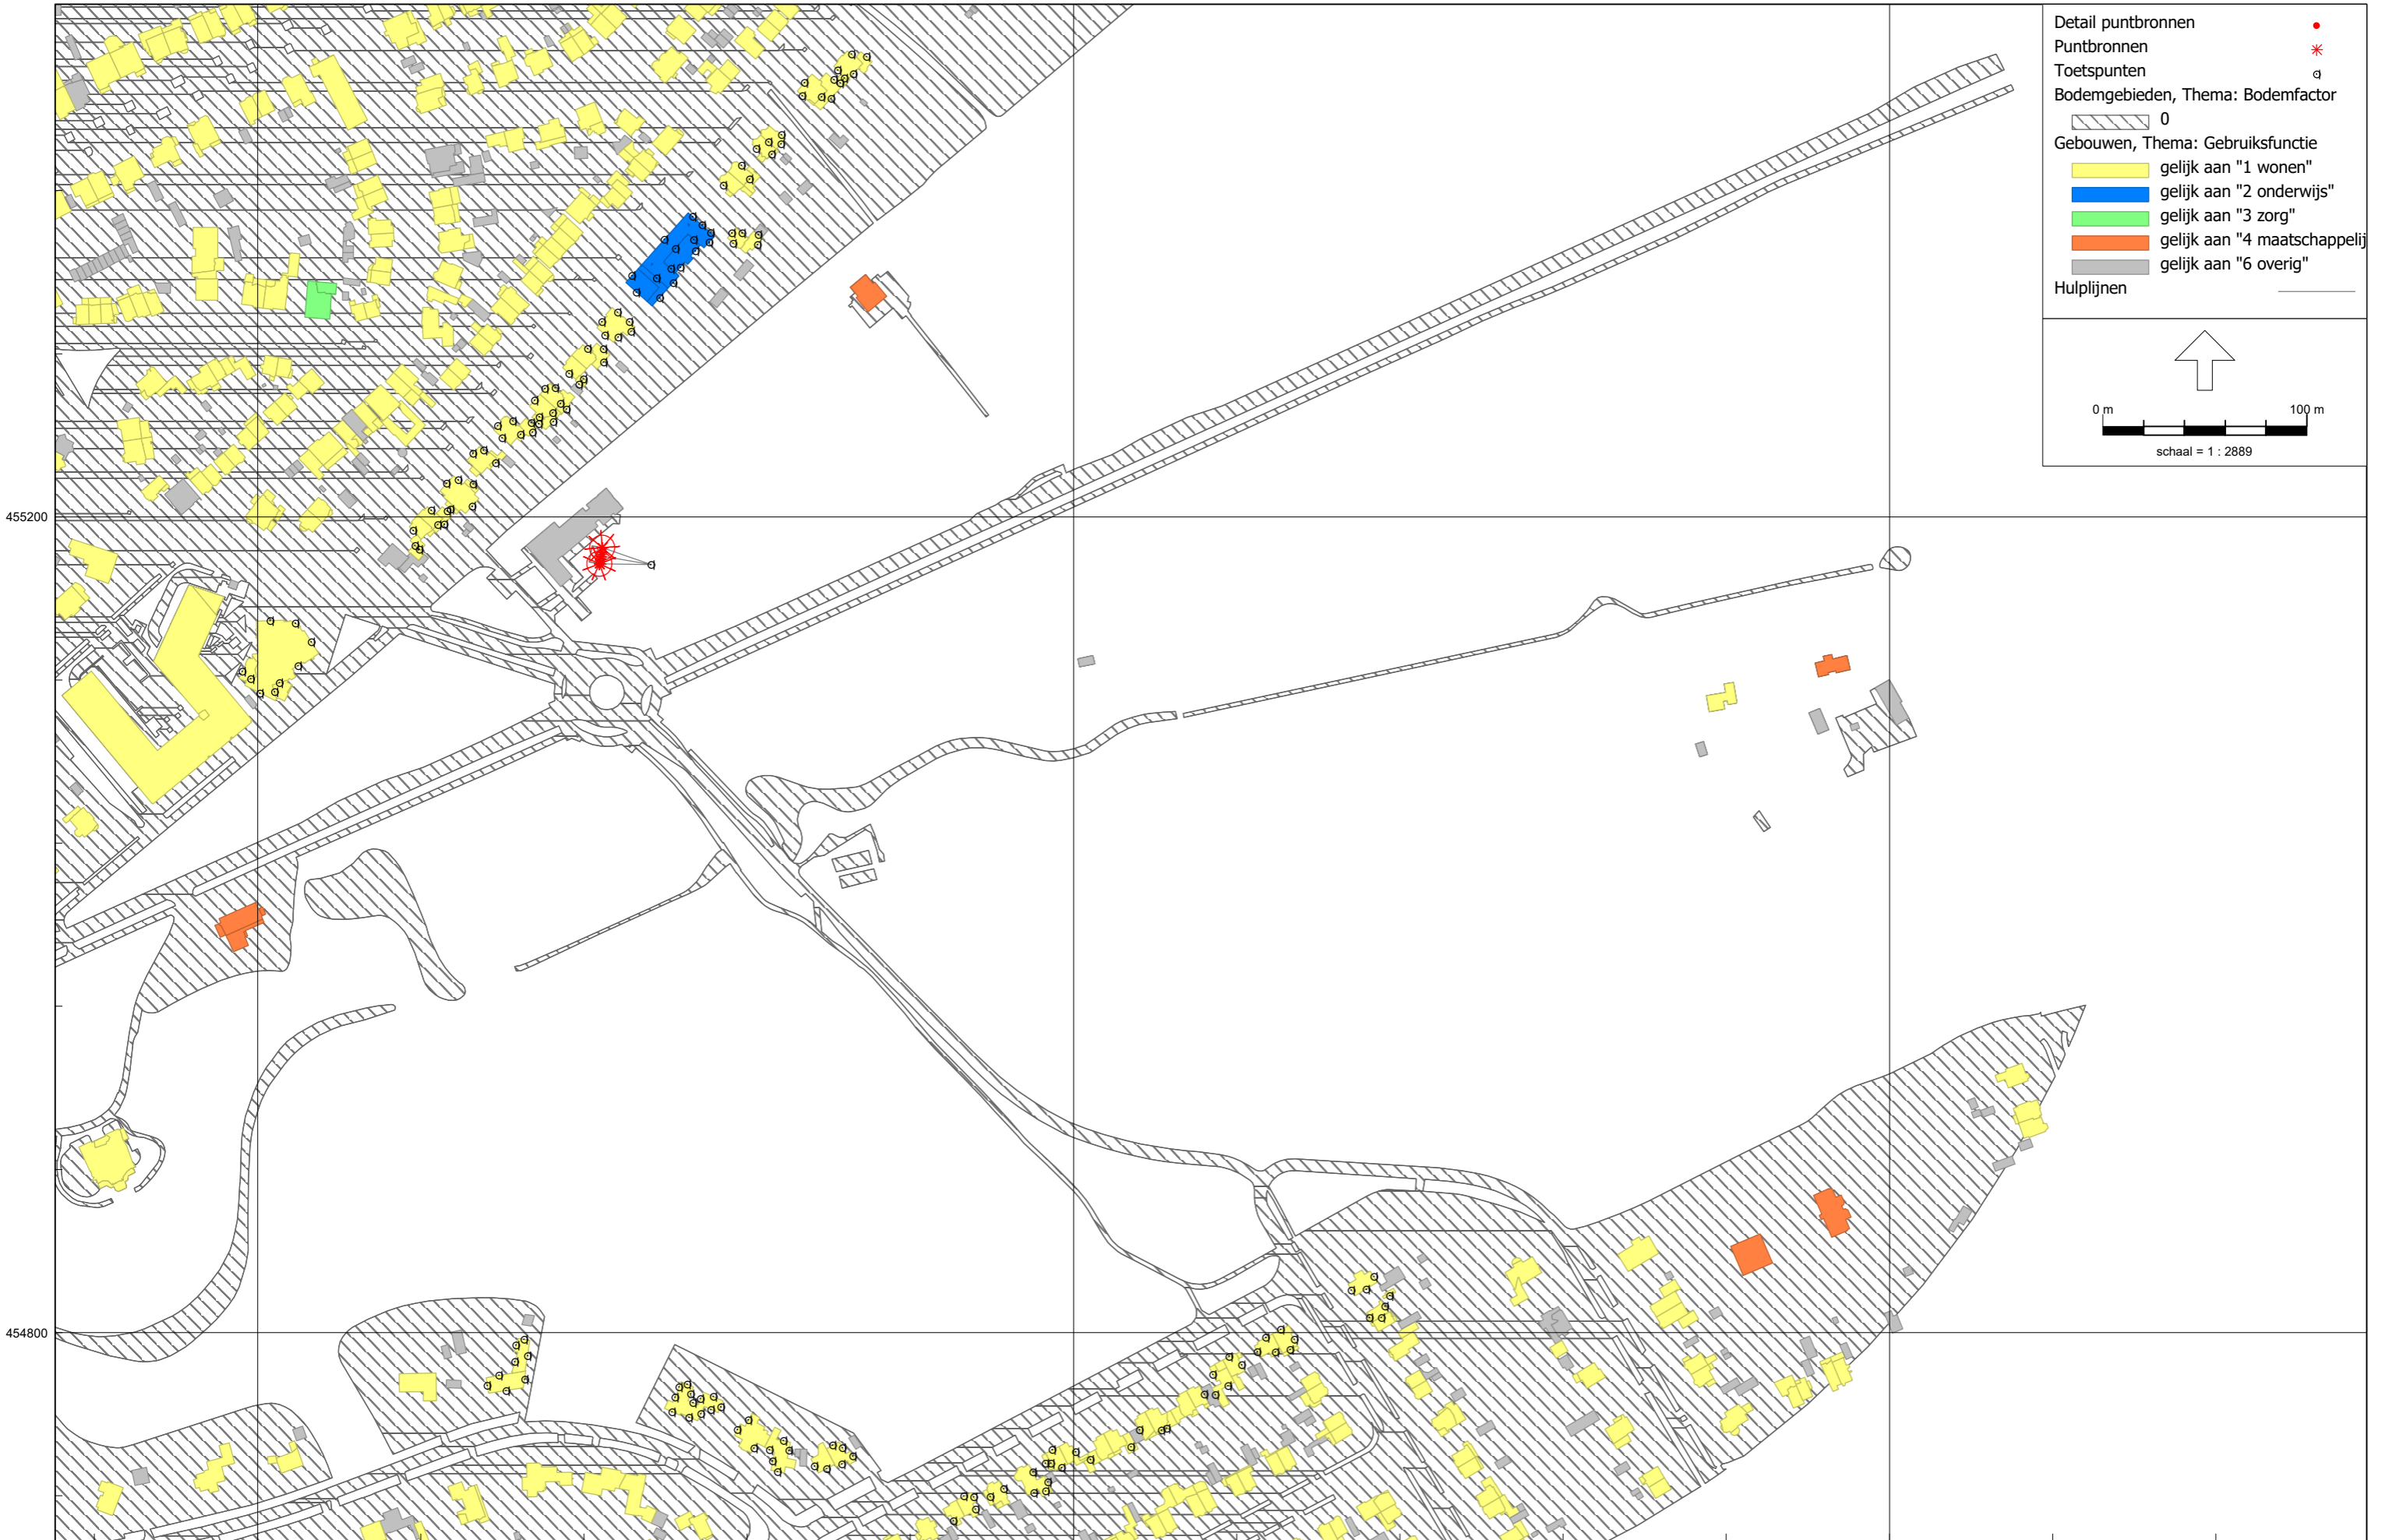 Detail puntbronnen
Puntbronnen
Toetspunten
Bodemgebieden, Thema: Bodemfactor
0
Gebouwen, Thema: Gebruiksfunctie
gelijk aan "1 wonen"
gelijk aan "2 onderwijs"
gelijk aan "3 zorg"
gelijk aan "4 maatschappelij
gelijk aan "6 overig"
Hulplijnen
0 m 100 m
schaal = 1 : 2889
455200
454800